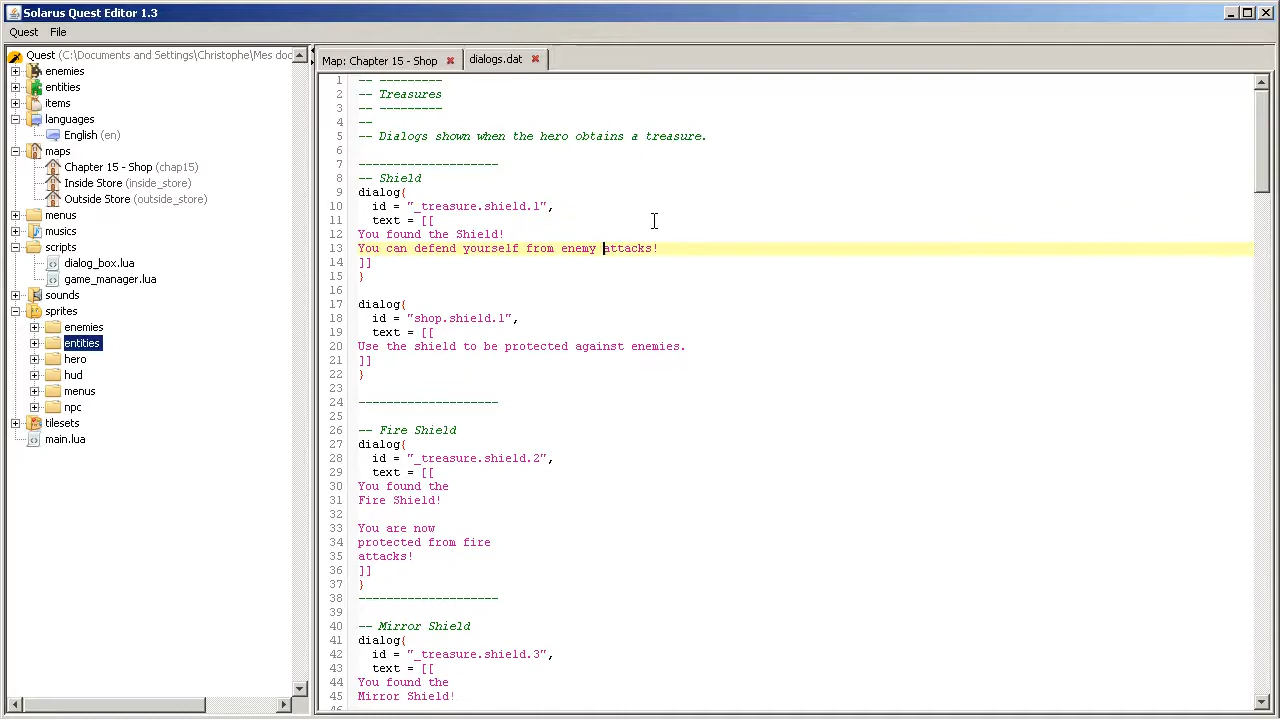 Solarus Quest Editor 1.3
Quest File
Quest (C:\Documents and Settings\Christophe\Mes doc
enemies
entities
items
languages
English (en)
maps
Chapter 15 - Shop (chap15)
Inside Store (inside_store)
Outside Store (outside_store)
menus
musics
scripts
dialog_box.lua
game_manager.lua
sounds
sprites
enemies
entities
hero
hud
menus
npc
tilesets
main.lua
Map: Chapter 15 - Shop
dialogs.dat
1 -- ---------
2 -- Treasures
3 -- ---------
4 --
5 -- Dialogs shown when the hero obtains a treasure.
6
7 --------------------
8 -- Shield
9 dialog{
10 id = "_treasure.shield.1",
11 text = [[
12 You found the Shield!
13 You can defend yourself from enemy attacks!
14 ]]
15 }
16
17 dialog{
18 id = "shop.shield.1",
19 text = [[
20 Use the shield to be protected against enemies.
21 ]]
22 }
23
24 --------------------
25
26 -- Fire Shield
27 dialog{
28 id = "_treasure.shield.2",
29 text = [[
30 You found the
31 Fire Shield!
32
33 You are now
34 protected from fire
35 attacks!
36 ]]
37 }
38 --------------------
39
40 -- Mirror Shield
41 dialog{
42 id = "_treasure.shield.3",
43 text = [[
44 You found the
45 Mirror Shield!